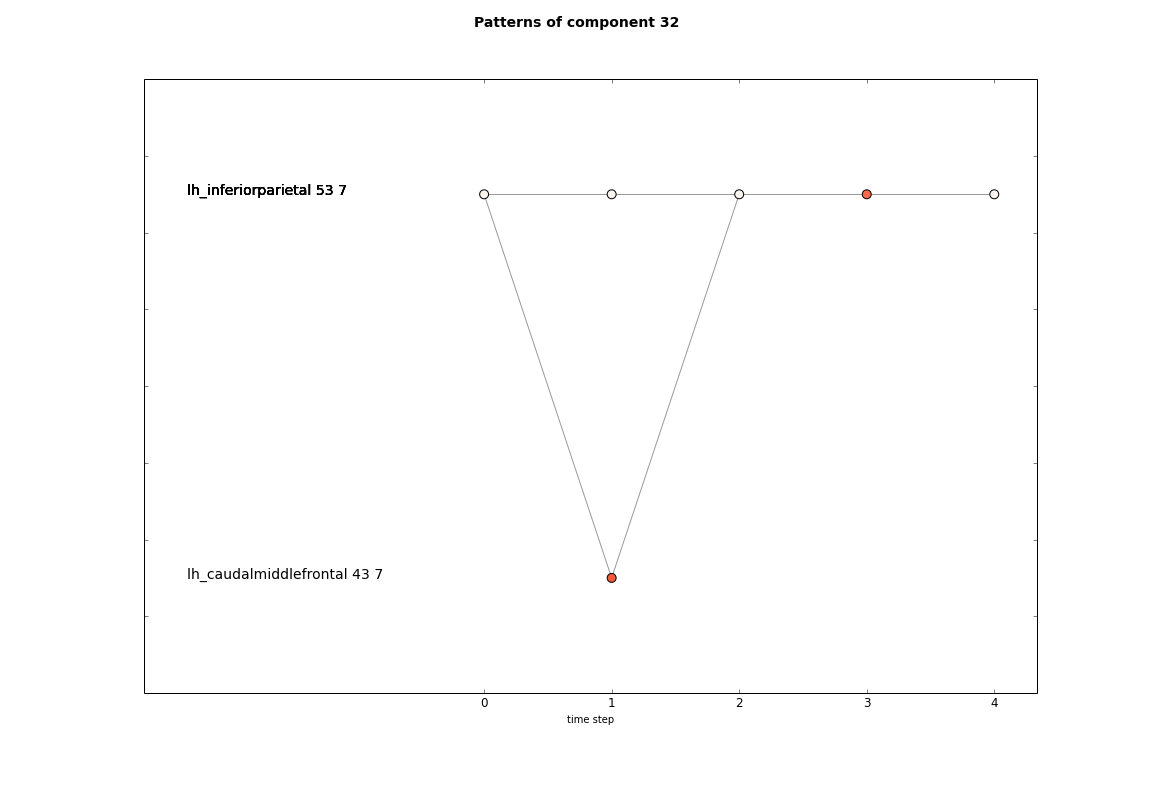 Patterns of component 32
lh_inferiorparietal 53 7
lh_caudalmiddlefrontal 43 7
0 1 2 3 4
time step